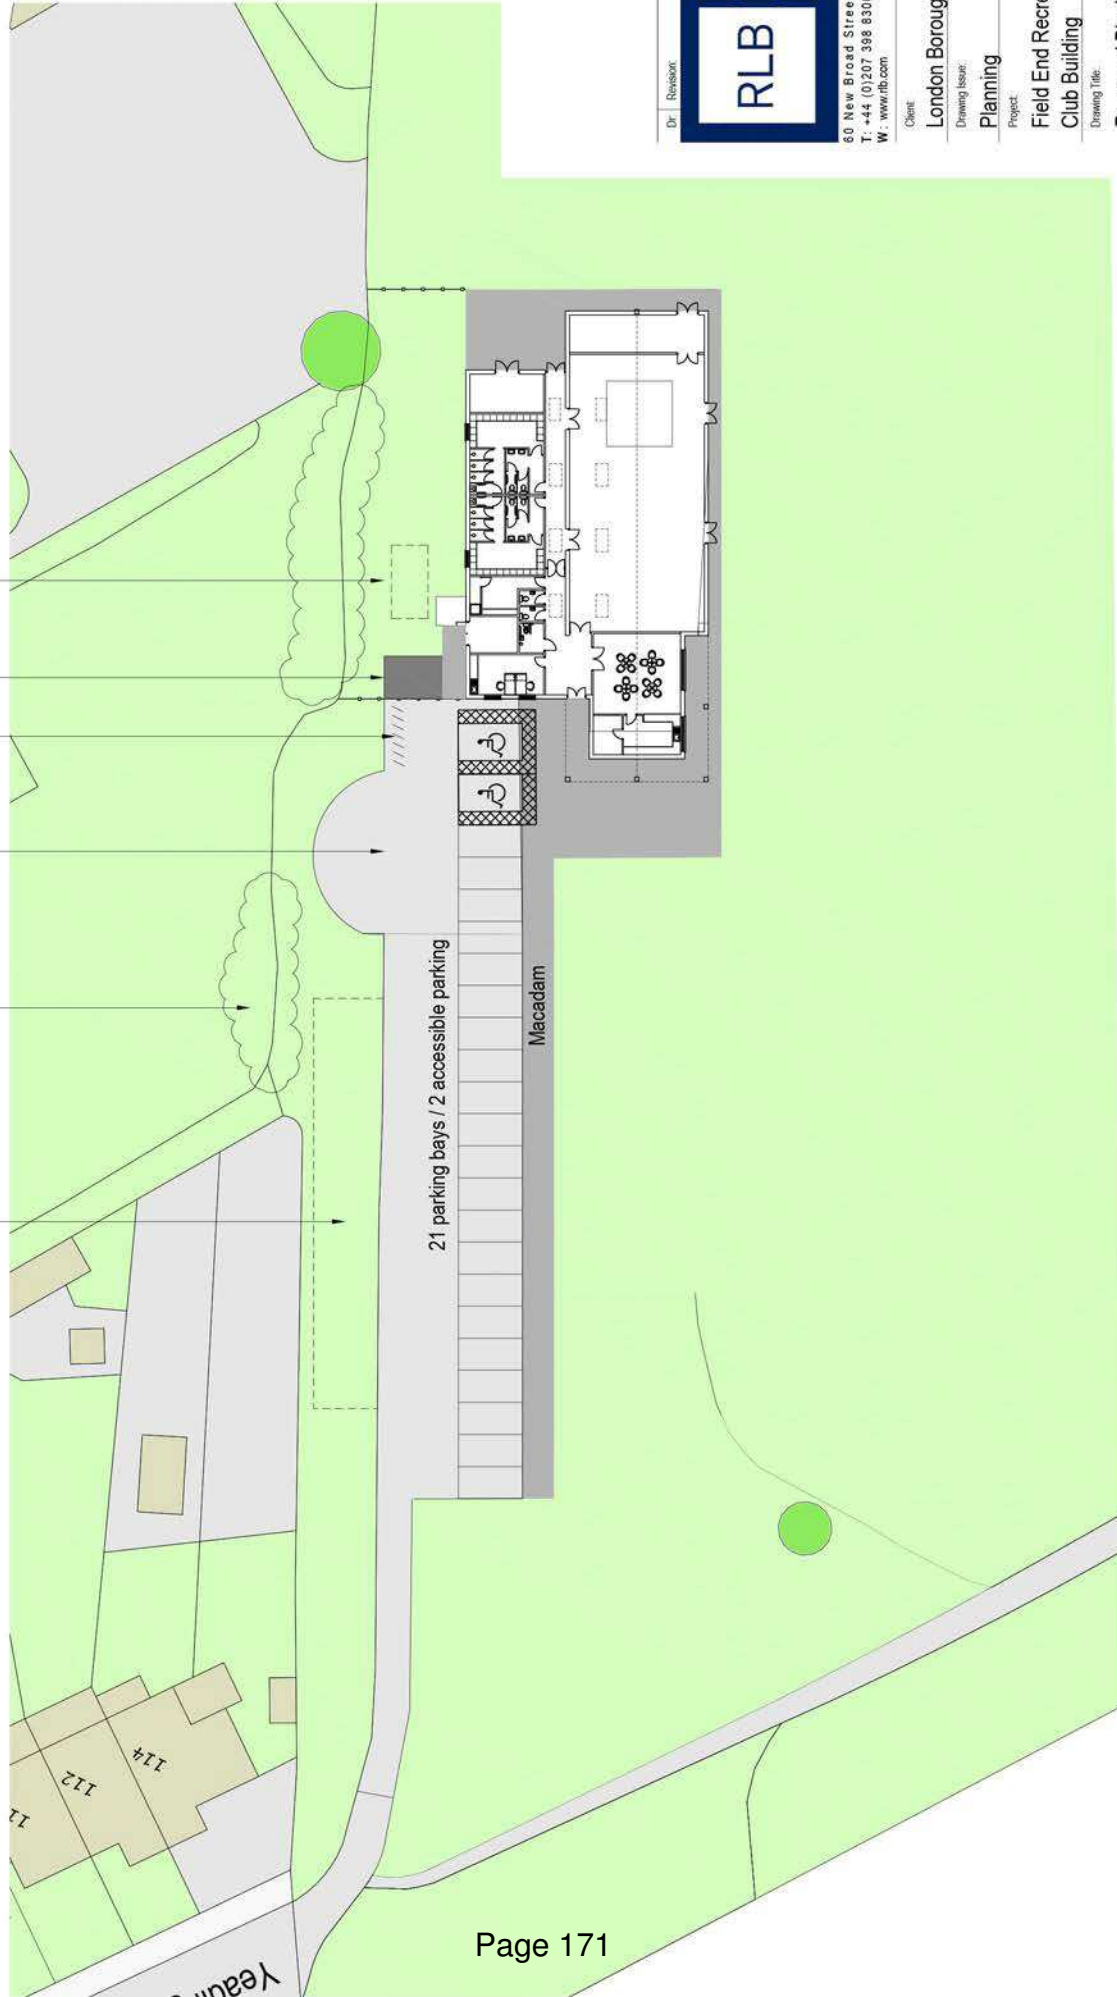 Dr:
Revision:
RLB
60 New Broad Stree
T: +44 (0)207 398 830
W: www.rlb.com
Client:
London Boroug
Drawing Issue:
Planning
Project:
Field End Recre
Club Building
Drawing Title:
21 parking bays / 2 accessible parking
Macadam
112
114
Page 171